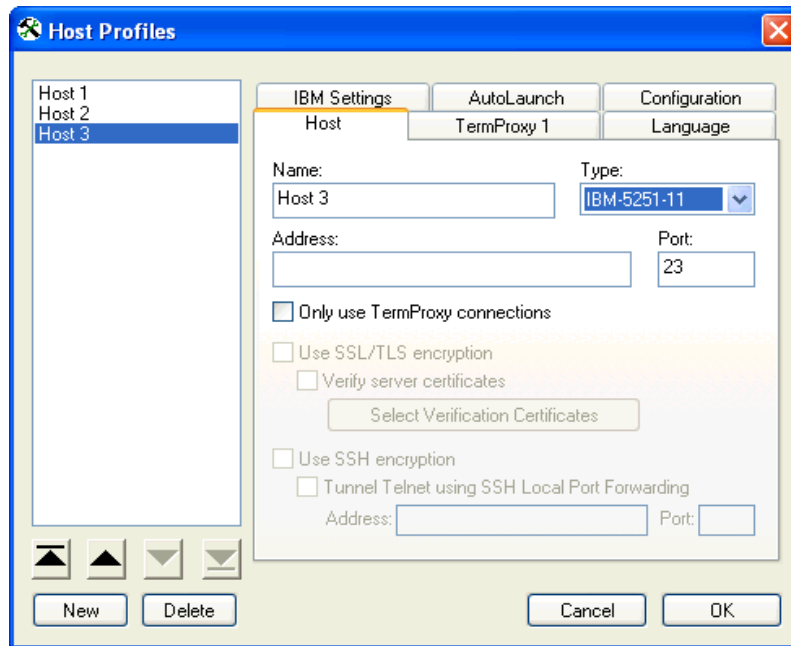 Host Profiles
Host 1
Host 2
Host 3
IBM Settings
AutoLaunch
Configuration
Host
TermProxy 1
Language
Name:
Type:
Host 3
IBM-5251-11
Address:
Port:
23
Only use TermProxy connections
Use SSL/TLS encryption
Verify server certificates
Select Verification Certificates
Use SSH encryption
Tunnel Telnet using SSH Local Port Forwarding
Address:
Port:
New
Delete
Cancel
OK